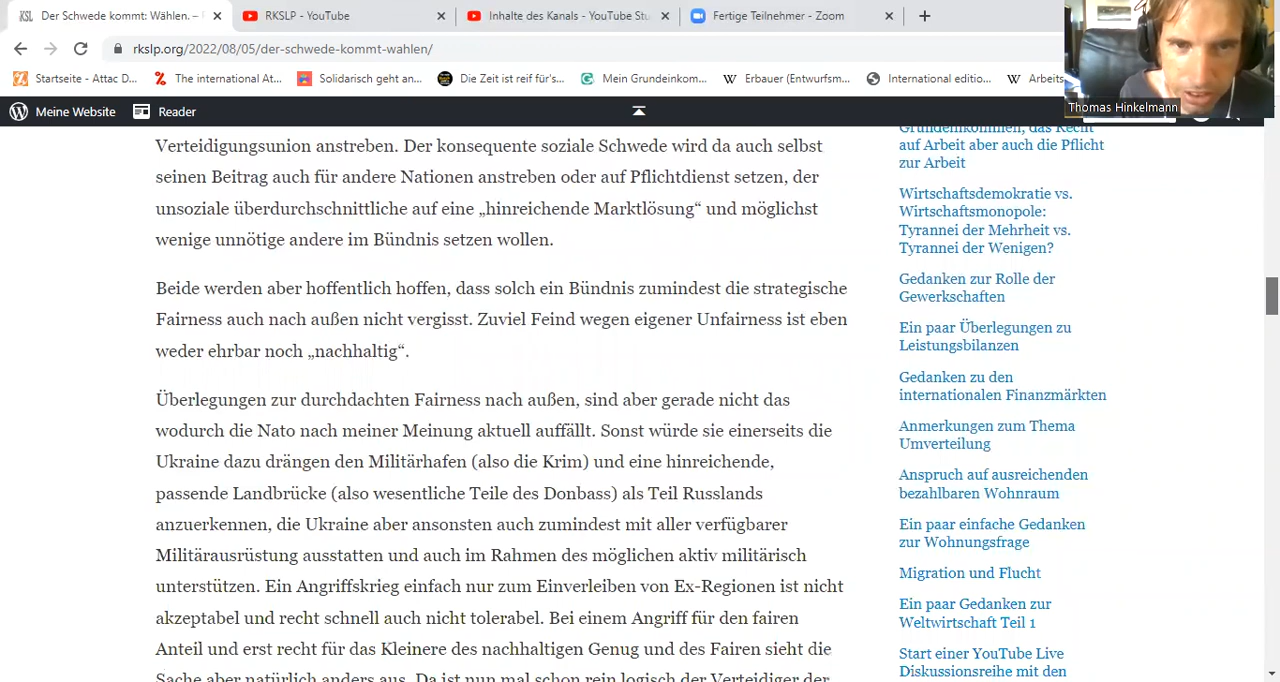 Der Schwede kommt: Wählen. –
RKSLP - YouTube
Inhalte des Kanals - YouTube Stu
Fertige Teilnehmer - Zoom
rkslp.org/2022/08/05/der-schwede-kommt-wahlen/
Startseite - Attac D...
The international At...
Solidarisch geht an...
Die Zeit ist reif für's...
Mein Grundeinkom...
Erbauer (Entwurfsm...
International editio...
Arbeits
Thomas Hinkelmann
Meine Website
Reader
Verteidigungsunion anstreben. Der konsequente soziale Schwede wird da auch selbst
seinen Beitrag auch für andere Nationen anstreben oder auf Pflichtdienst setzen, der
unsoziale überdurchschnittliche auf eine „hinreichende Marktlösung“ und möglichst
wenige unnötige andere im Bündnis setzen wollen.
Beide werden aber hoffentlich hoffen, dass solch ein Bündnis zumindest die strategische
Fairness auch nach außen nicht vergisst. Zuviel Feind wegen eigener Unfairness ist eben
weder ehrbar noch „nachhaltig“.
Überlegungen zur durchdachten Fairness nach außen, sind aber gerade nicht das
wodurch die Nato nach meiner Meinung aktuell auffällt. Sonst würde sie einerseits die
Ukraine dazu drängen den Militärhafen (also die Krim) und eine hinreichende,
passende Landbrücke (also wesentliche Teile des Donbass) als Teil Russlands
anzuerkennen, die Ukraine aber ansonsten auch zumindest mit aller verfügbarer
Militärausrüstung ausstatten und auch im Rahmen des möglichen aktiv militärisch
unterstützen. Ein Angriffskrieg einfach nur zum Einverleiben von Ex-Regionen ist nicht
akzeptabel und recht schnell auch nicht tolerabel. Bei einem Angriff für den fairen
Anteil und erst recht für das Kleinere des nachhaltigen Genug und des Fairen sieht die
Sache aber natürlich anders aus. Da ist nun mal schon rein logisch der Verteidiger der
Grundeinkommen, das Recht
auf Arbeit aber auch die Pflicht
zur Arbeit
Wirtschaftsdemokratie vs.
Wirtschaftsmonopole:
Tyrannei der Mehrheit vs.
Tyrannei der Wenigen?
Gedanken zur Rolle der
Gewerkschaften
Ein paar Überlegungen zu
Leistungsbilanzen
Gedanken zu den
internationalen Finanzmärkten
Anmerkungen zum Thema
Umverteilung
Anspruch auf ausreichenden
bezahlbaren Wohnraum
Ein paar einfache Gedanken
zur Wohnungsfrage
Migration und Flucht
Ein paar Gedanken zur
Weltwirtschaft Teil 1
Start einer YouTube Live
Diskussionsreihe mit den